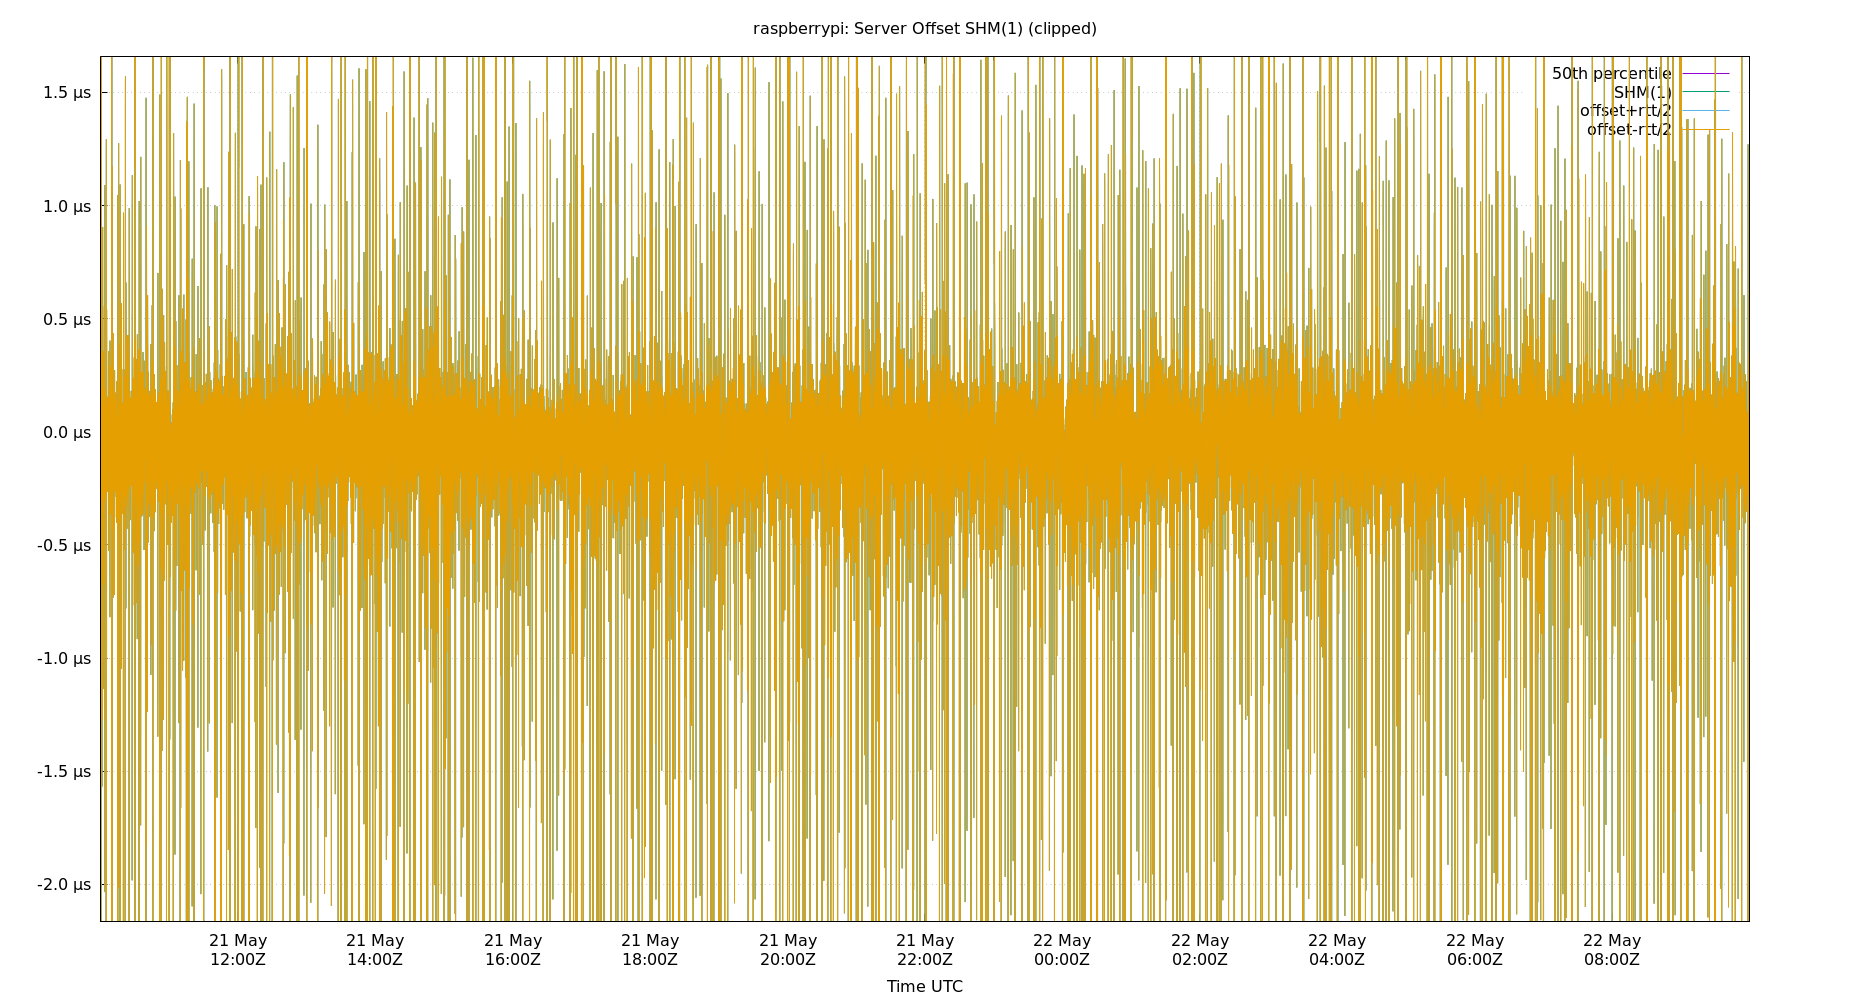 raspberrypi: Server Offset SHM(1) (clipped)
50th percentile
SHM(1)
offset+rtt/2
offset-rtt/2
1.5 µs
1.0 µs
0.5 µs
0.0 µs
-0.5 µs
-1.0 µs
-1.5 µs
-2.0 µs
21 May 21 May 21 May 21 May 21 May 21 May 22 May 22 May 22 May 22 May 22 May
12:00Z 14:00Z 16:00Z 18:00Z 20:00Z 22:00Z 00:00Z 02:00Z 04:00Z 06:00Z 08:00Z
Time UTC